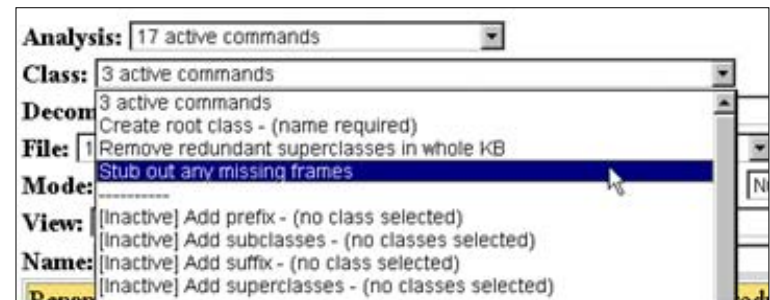 Analysis: 17 active commands
Class: 3 active commands
3 active commands
Create root class - (name required)
File:
Remove redundant superclasses in whole KB
Mode:
Stub out any missing frames
----------
View:
[Inactive] Add prefix - (no class selected)
[Inactive] Add subclasses - (no classes selected)
Name:
[Inactive] Add suffix - (no class selected)
[Inactive] Add superclasses - (no classes selected)